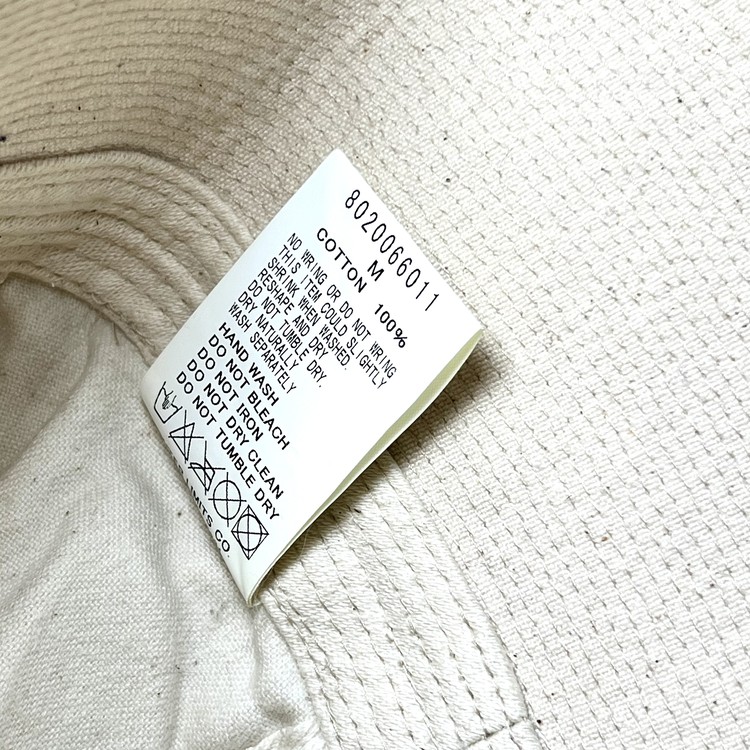 8020066011
M
COTTON 100%
NO WRING OR DO NOT WRING
THIS ITEM COULD SLIGHTLY
SHRINK WHEN WASHED.
RESHAPE AND DRY
DO NOT TUMBLE DRY.
DRY NATURALLY
WASH SEPARATELY
HAND WASH
DO NOT BLEACH
DO NOT IRON
DO NOT DRY CLEAN
DO NOT TUMBLE DRY
LIMITS CO.